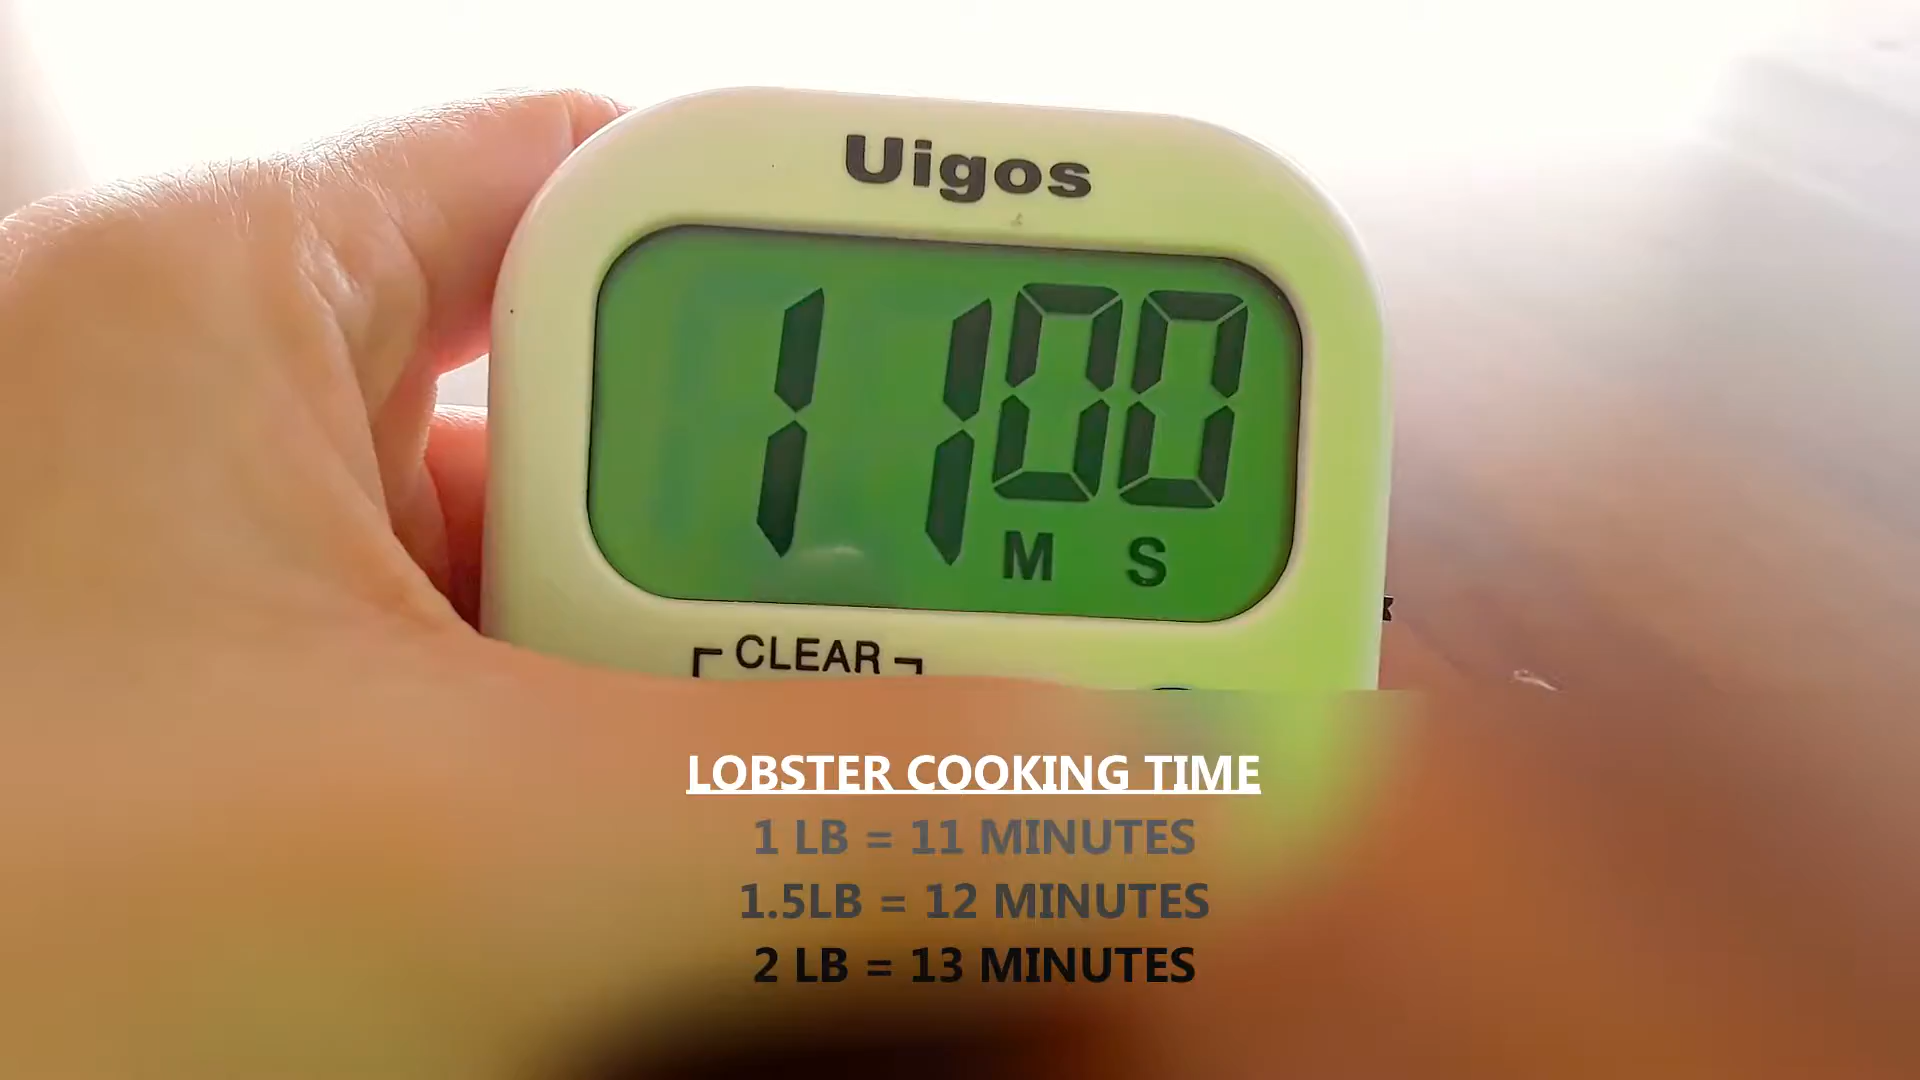 Uigos
11 00
M S
CLEAR
LOBSTER COOKING TIME
1 LB = 11 MINUTES
1.5LB = 12 MINUTES
2 LB = 13 MINUTES